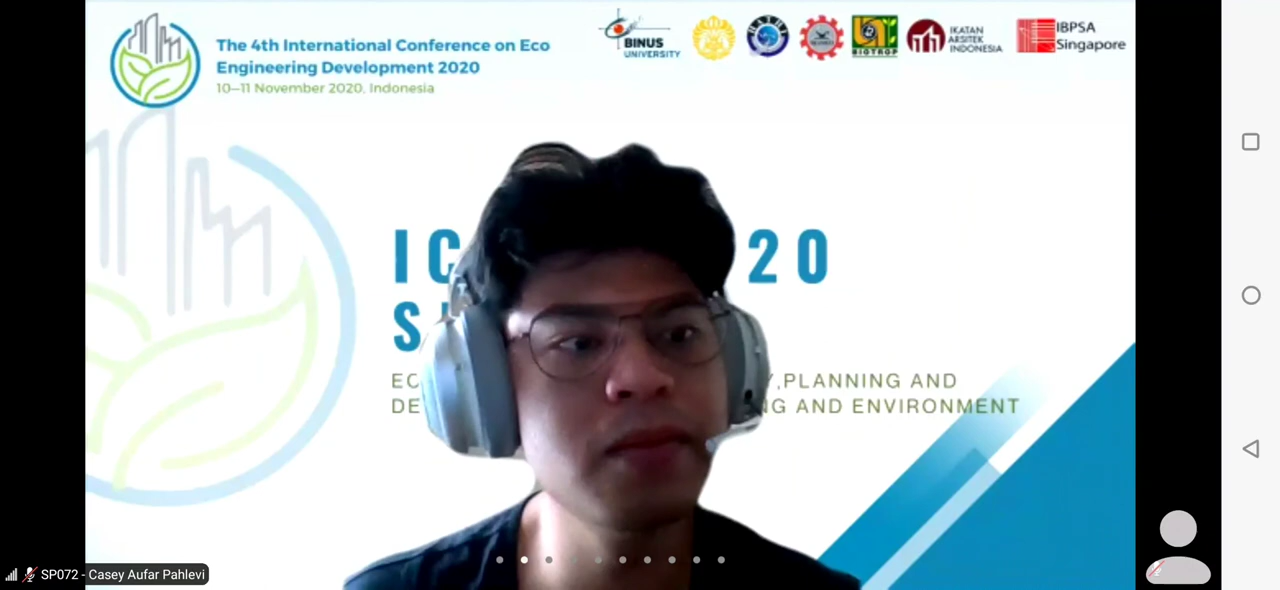 The 4th International Conference on Eco
Engineering Development 2020
10–11 November 2020, Indonesia
BINUS
UNIVERSITY
BIOTROP
IKATAN
ARSITEK
INDONESIA
IBPSA
Singapore
IC 20
S
EC Y,PLANNING AND
DE NG AND ENVIRONMENT
SP072 - Casey Aufar Pahlevi